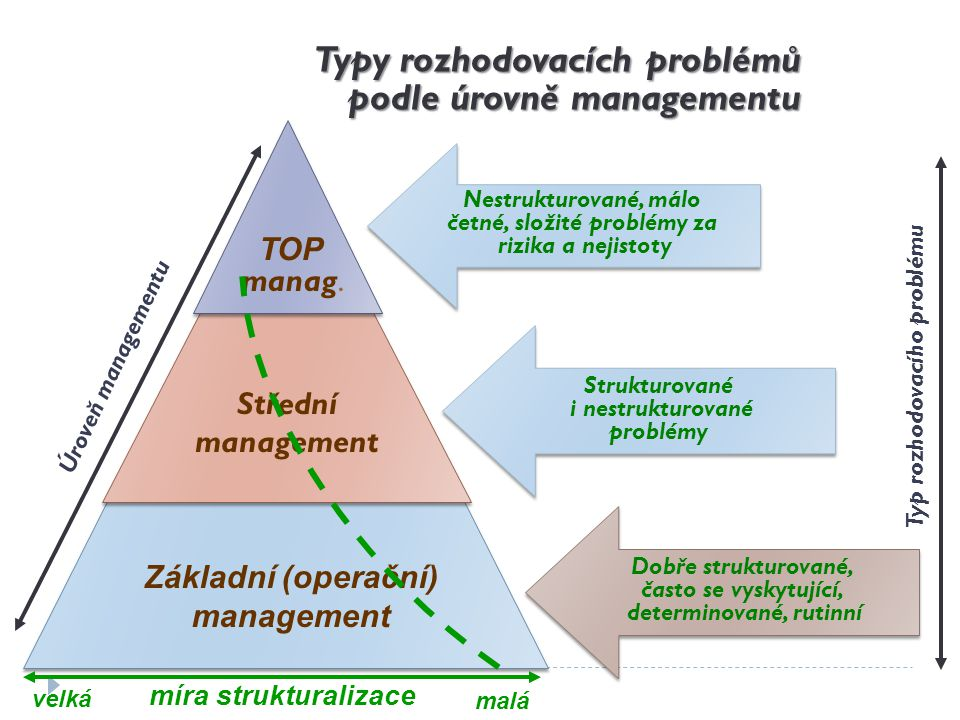 Typy rozhodovacích problémů
podle úrovně managementu
Úroveň managementu
TOP
manag.
Nestrukturované, málo
četné, složité problémy za
rizika a nejistoty
Střední
management
Strukturované
i nestrukturované
problémy
Základní (operační)
management
Dobře strukturované,
často se vyskytující,
determinované, rutinní
Typ rozhodovacího problému
velká
míra strukturalizace
malá